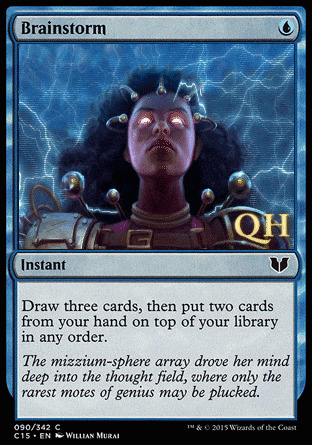 Brainstorm
QH
Instant
Draw three cards, then put two cards
from your hand on top of your library
in any order.
The mizzium-sphere array drove her mind
deep into the thought field, where only the
rarest motes of genius may be plucked.
090/342 C
C15 • EN WILLIAN MURAI
™ & © 2015 Wizards of the Coast